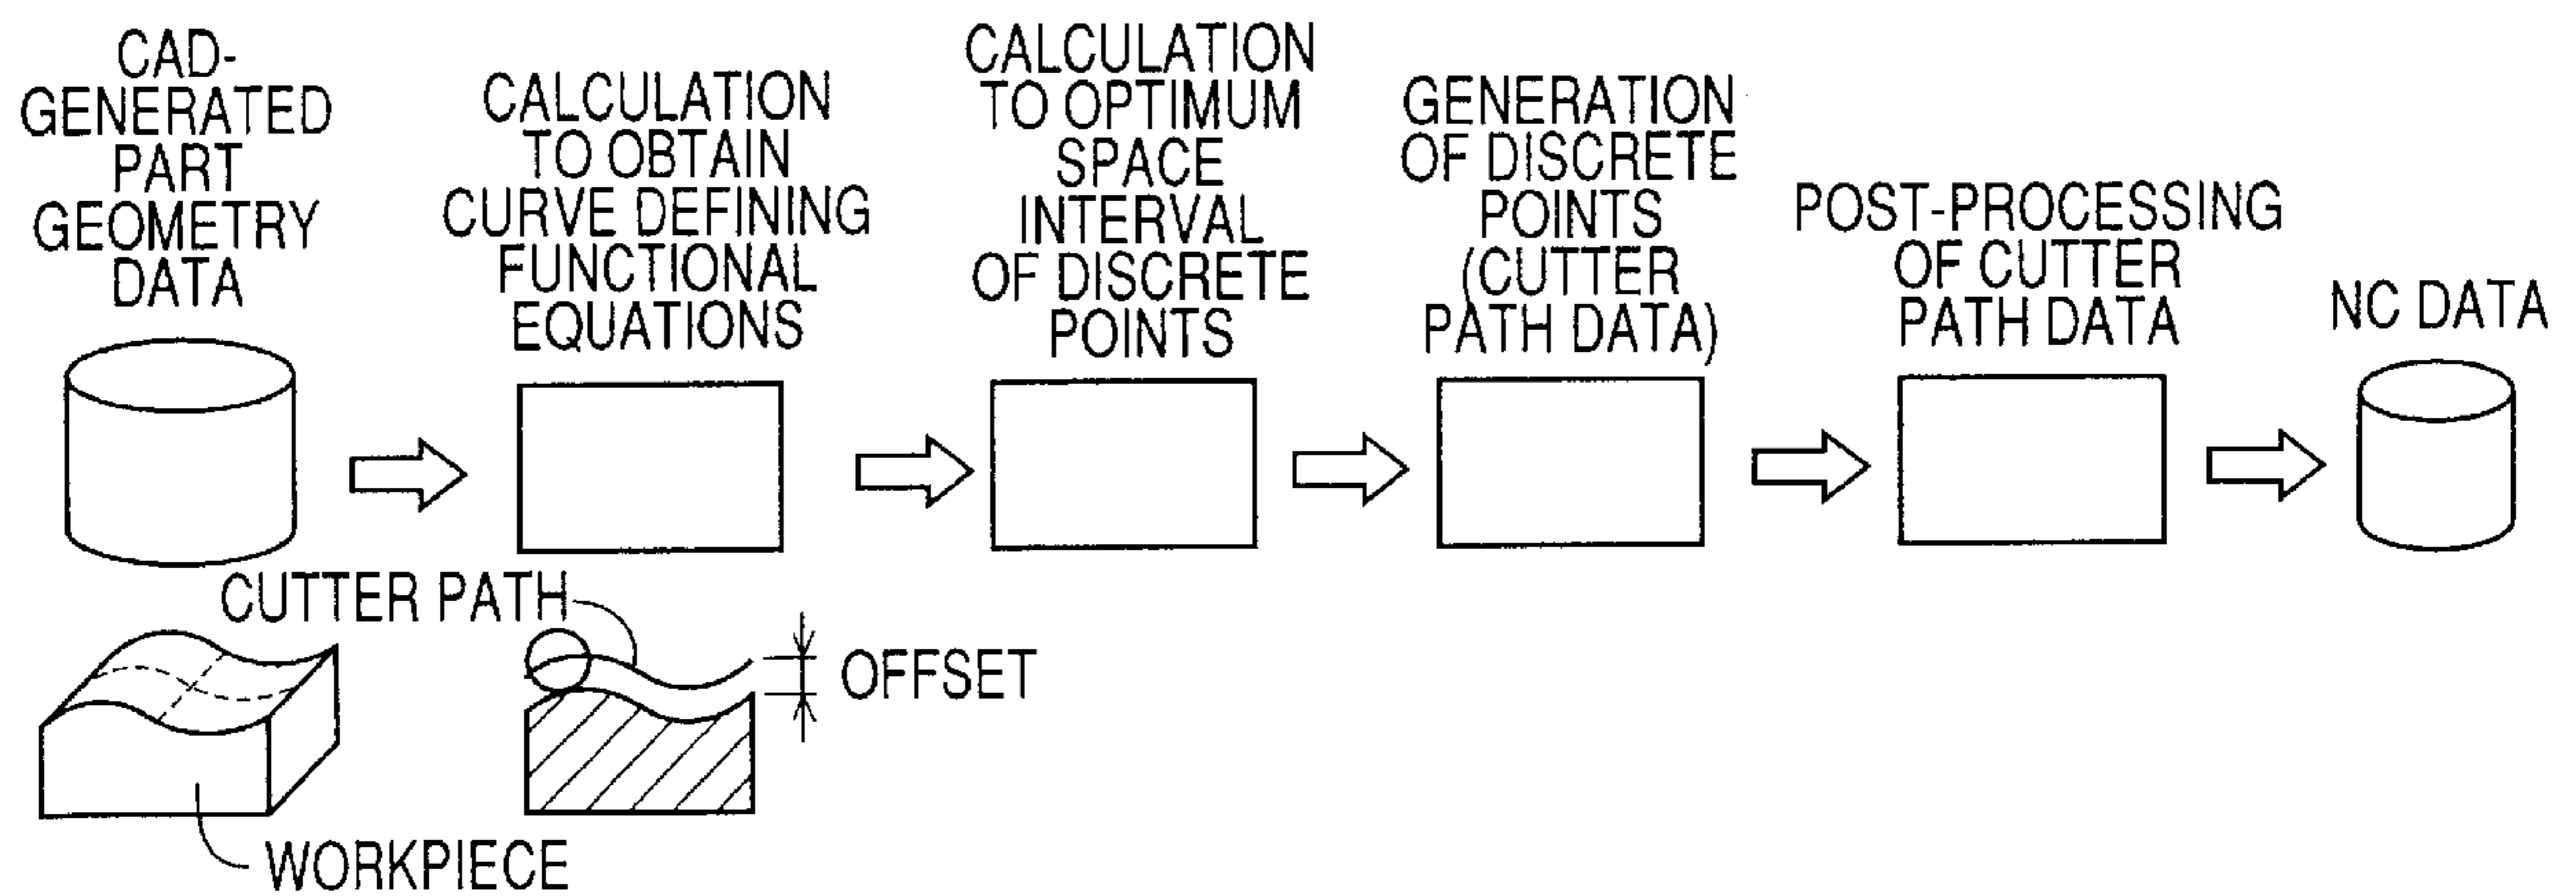 CAD-
GENERATED
PART
GEOMETRY
DATA
CALCULATION
TO OBTAIN
CURVE DEFINING
FUNCTIONAL
EQUATIONS
CALCULATION
TO OPTIMUM
SPACE
INTERVAL
OF DISCRETE
POINTS
GENERATION
OF DISCRETE
POINTS
(CUTTER
PATH DATA)
POST-PROCESSING
OF CUTTER
PATH DATA
NC DATA
CUTTER PATH
OFFSET
WORKPIECE